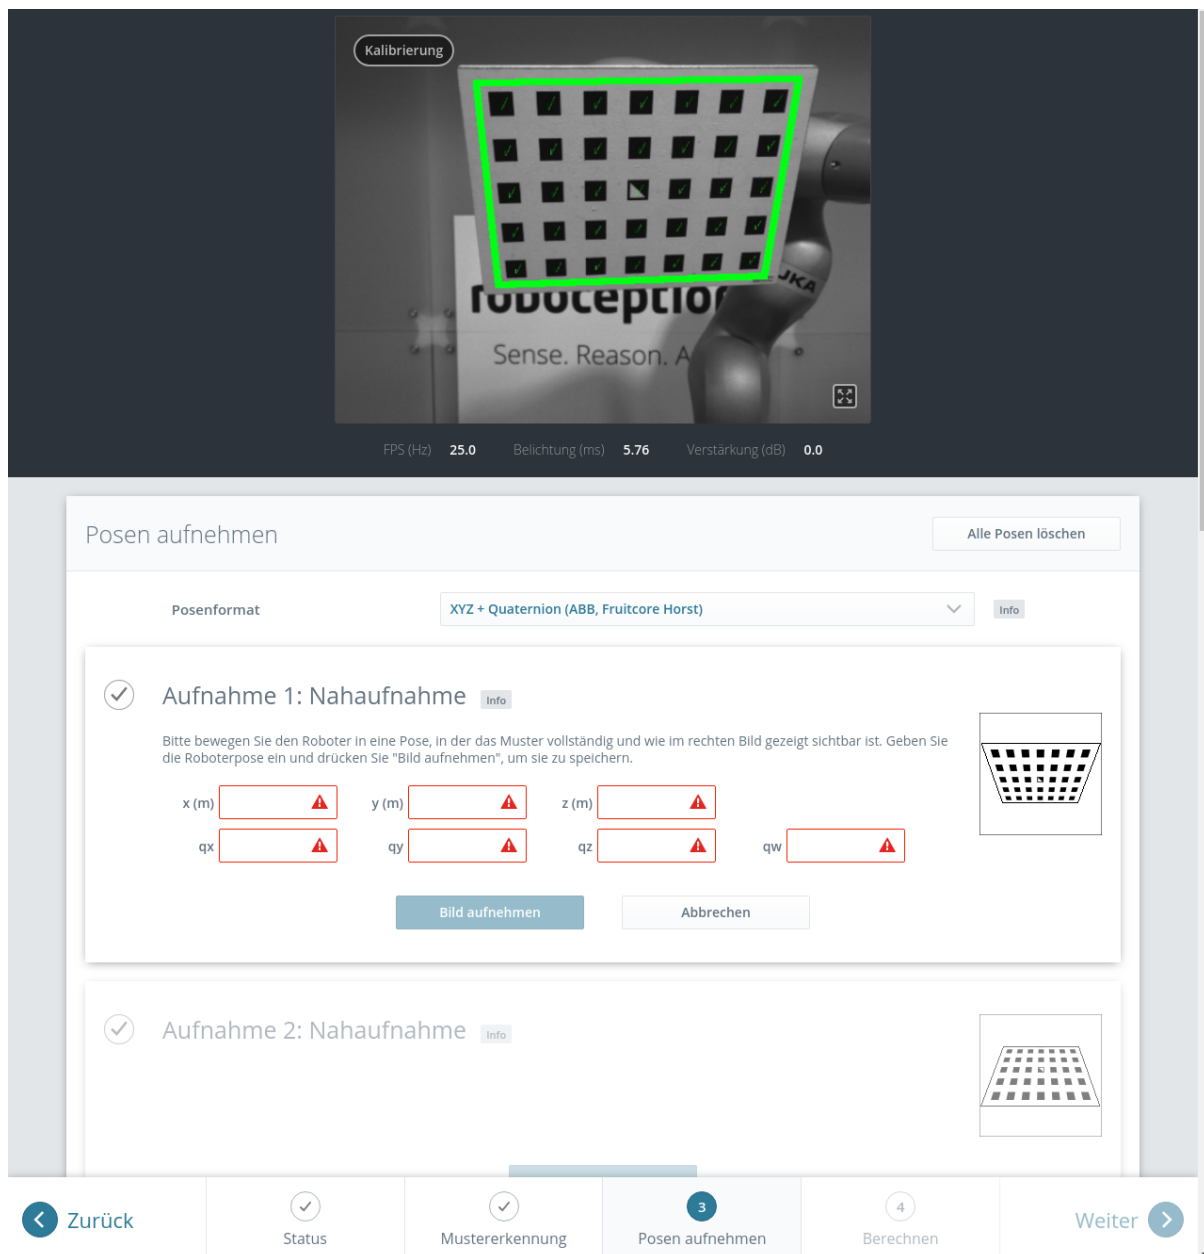 Kalibrierung
roboception
Sense. Reason. A
UKA
FPS (Hz) 25.0 Belichtung (ms) 5.76 Verstärkung (dB) 0.0
Posen aufnehmen
Alle Posen löschen
Posenformat
XYZ + Quaternion (ABB, Fruitcore Horst)
Info
Aufnahme 1: Nahaufnahme Info
Bitte bewegen Sie den Roboter in eine Pose, in der das Muster vollständig und wie im rechten Bild gezeigt sichtbar ist. Geben Sie
die Roboterpose ein und drücken Sie "Bild aufnehmen", um sie zu speichern.
x (m) y (m) z (m)
qx qy qz qw
Bild aufnehmen Abbrechen
Aufnahme 2: Nahaufnahme Info
Zurück
Status
Mustererkennung
3
Posen aufnehmen
4
Berechnen
Weiter